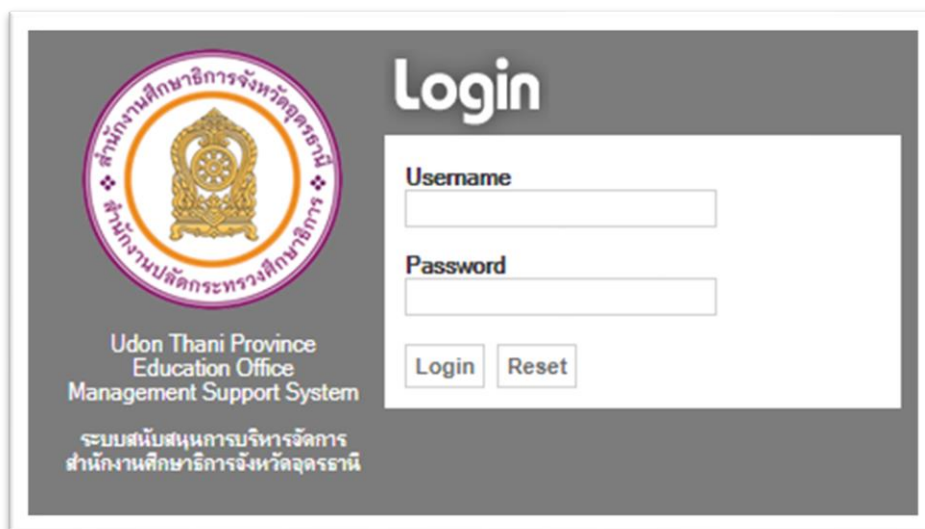 สำนักงานศึกษาธิการจังหวัดอุดรธานี
สำนักงานปลัดกระทรวงศึกษาธิการ
Udon Thani Province
Education Office
Management Support System
ระบบสนับสนุนการบริหารจัดการ
สำนักงานศึกษาธิการจังหวัดอุดรธานี
Login
Username
Password
Login Reset